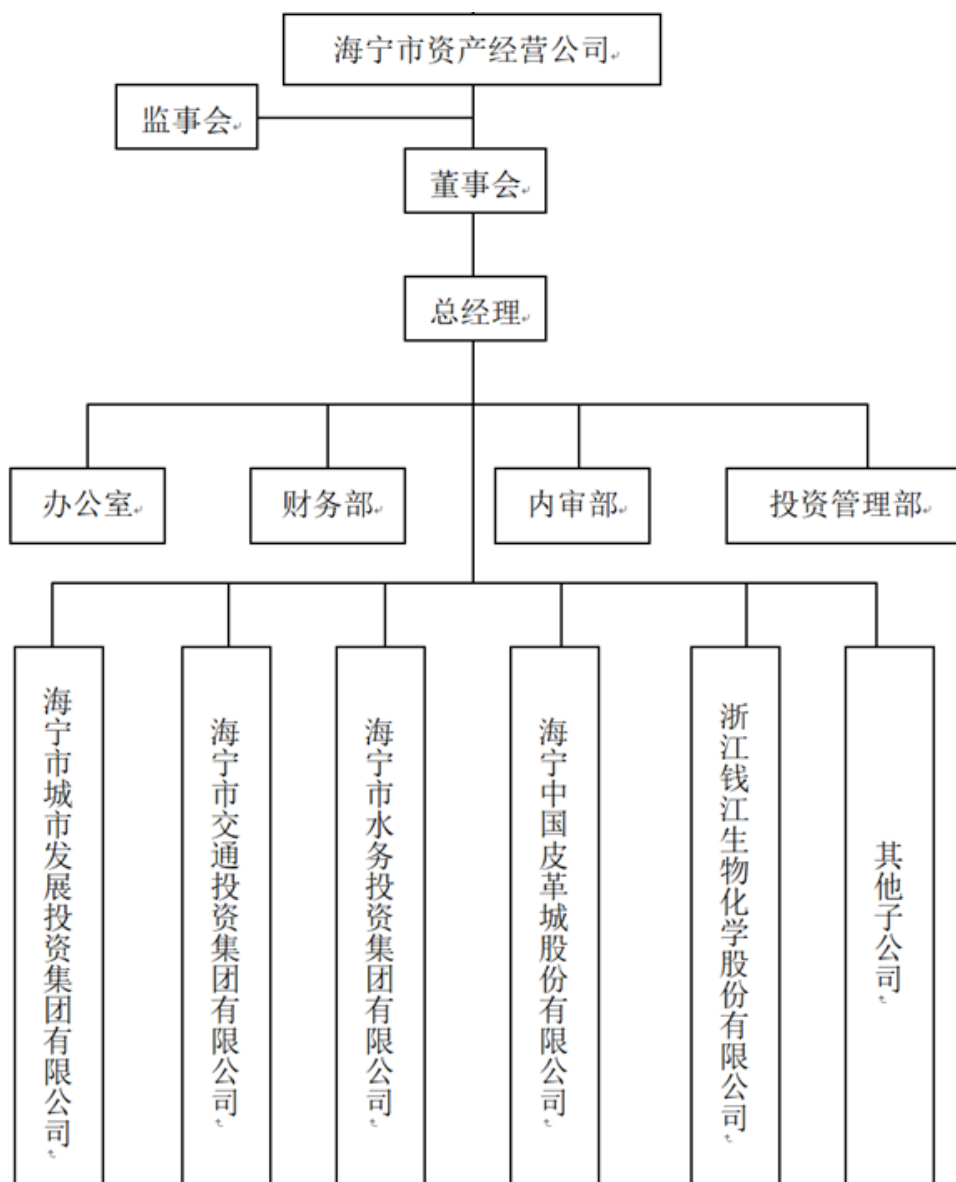 海宁市资产经营公司
监事会
董事会
总经理
办公室
财务部
内审部
投资管理部
海宁市城市发展投资集团有限公司
海宁市交通投资集团有限公司
海宁市水务投资集团有限公司
海宁中国皮革城股份有限公司
浙江钱江生物化学股份有限公司
其他子公司